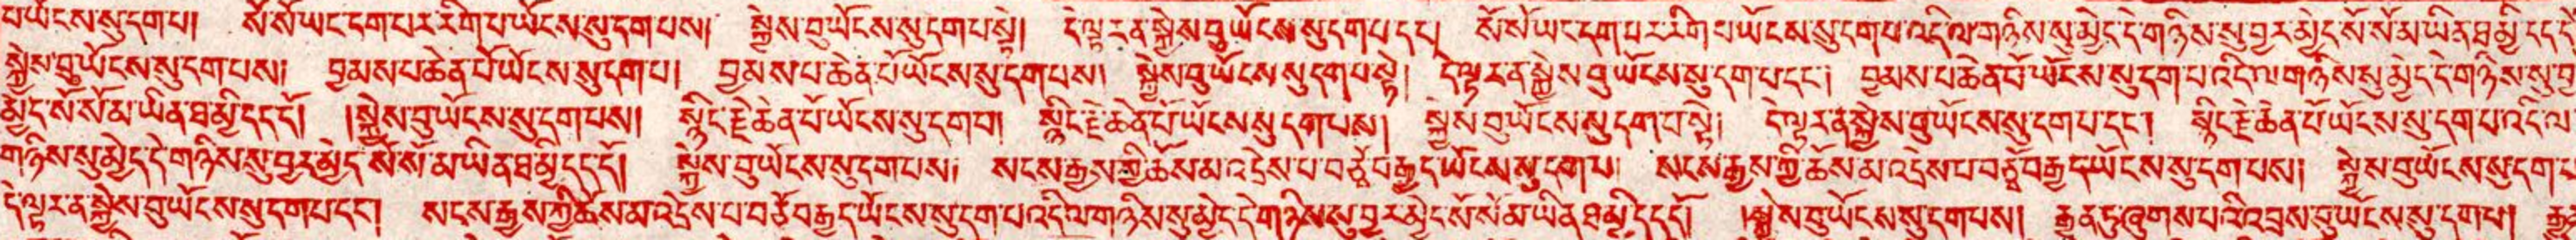 པ་ཡོངས་སུ་དག་པ། སོ་སོ་ཡང་དག་པར་རིག་པ་ཡོངས་སུ་དག་པས། སྐྱེས་བུ་ཡོངས་སུ་དག་པ་སྟེ། དེ་ལྟར་ན་སྐྱེས་བུ་ཡོངས་སུ་དག་པ་དང༌། སོ་སོ་ཡང་དག་པར་རིག་པ་ཡོངས་སུ་དག་པ་འདི་ལ་གཉིས་སུ་མྱེད་དེ་གཉིས་སུ་བྱར་མྱེད་སོ་སོ་མ་ཡིན་ཐ་མྱི་དད་དོ
སྐྱེས་བུ་ཡོངས་སུ་དག་པས། བྱམས་པ་ཆེན་པོ་ཡོངས་སུ་དག་པ། བྱམས་པ་ཆེན་པོ་ཡོངས་སུ་དག་པས། སྐྱེས་བུ་ཡོངས་སུ་དག་པ་སྟེ། དེ་ལྟར་ན་སྐྱེས་བུ་ཡོངས་སུ་དག་པ་དང༌། བྱམས་པ་ཆེན་པོ་ཡོངས་སུ་དག་པ་འདི་ལ་གཉིས་སུ་མྱེད་དེ་གཉིས་སུ་བྱ
མྱེད་སོ་སོ་མ་ཡིན་ཐ་མྱི་དད་དོ། །སྐྱེས་བུ་ཡོངས་སུ་དག་པས། སྙིང་རྗེ་ཆེན་པོ་ཡོངས་སུ་དག་པ། སྙིང་རྗེ་ཆེན་པོ་ཡོངས་སུ་དག་པས། སྐྱེས་བུ་ཡོངས་སུ་དག་པ་སྟེ། དེ་ལྟར་ན་སྐྱེས་བུ་ཡོངས་སུ་དག་པ་དང༌། སྙིང་རྗེ་ཆེན་པོ་ཡོངས་སུ་དག་པ་འདི་ལ
གཉིས་སུ་མྱེད་དེ་གཉིས་སུ་བྱར་མྱེད་སོ་སོ་མ་ཡིན་ཐ་མྱི་དད་དོ། སྐྱེས་བུ་ཡོངས་སུ་དག་པས། སངས་རྒྱས་ཀྱི་ཆོས་མ་འདྲེས་པ་བཅྭོ་བརྒྱད་ཡོངས་སུ་དག་པ། སངས་རྒྱས་ཀྱི་ཆོས་མ་འདྲེས་པ་བཅྭོ་བརྒྱད་ཡོངས་སུ་དག་པས། སྐྱེས་བུ་ཡོངས་སུ་དག་པ
དེ་ལྟར་ན་སྐྱེས་བུ་ཡོངས་སུ་དག་པ་དང༌། སངས་རྒྱས་ཀྱི་ཆོས་མ་འདྲེས་པ་བཅོ་བརྒྱད་ཡོངས་སུ་དག་པ་འདི་ལ་གཉིས་སུ་མྱེད་དེ་གཉིས་སུ་བྱར་མྱེད་སོ་སོ་མ་ཡིན་ཐ་མྱི་དད་དོ། །སྐྱེས་བུ་ཡོངས་སུ་དག་པས། རྒྱུན་དུ་ཞུགས་པའི་འབྲས་བུ་ཡོངས་སུ་དག་པ། རྒྱུ